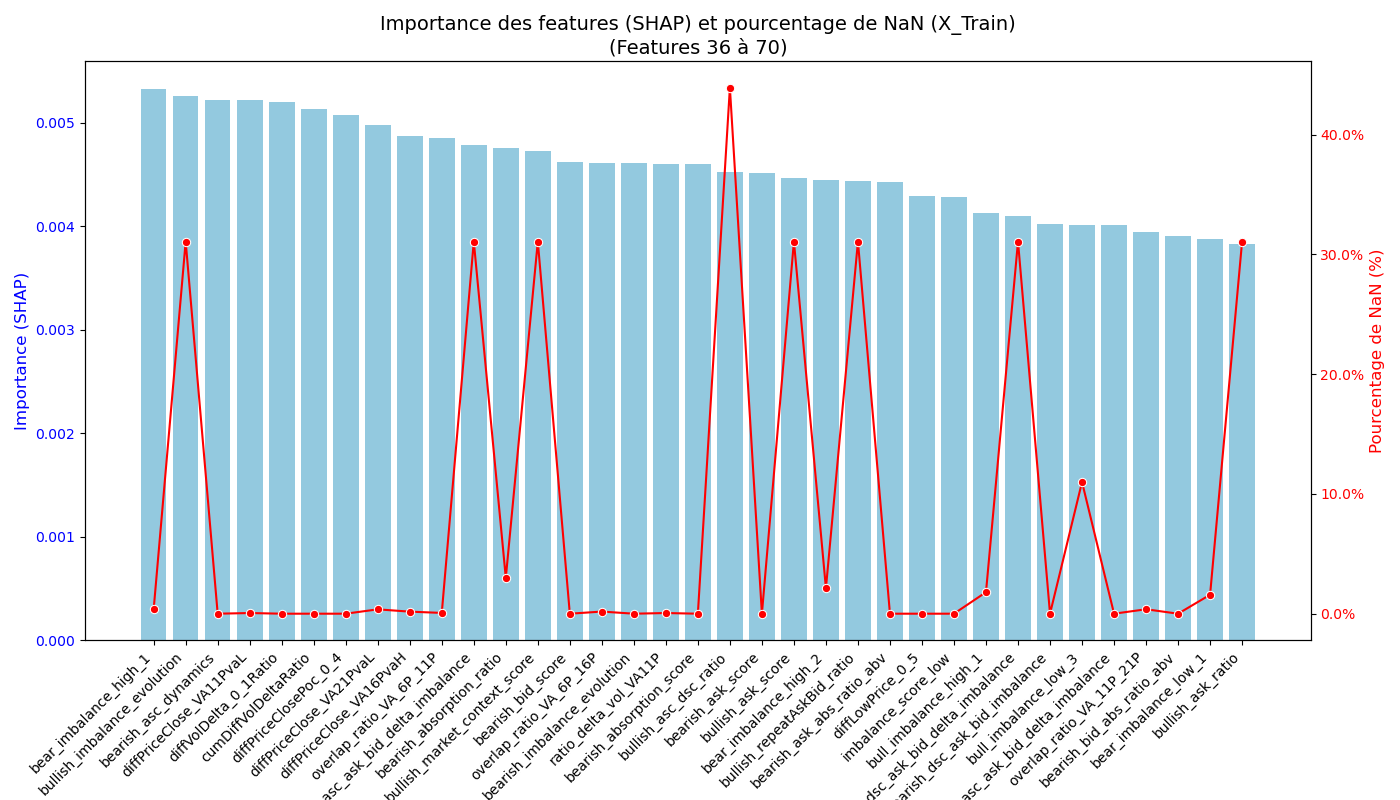 Importance des features (SHAP) et pourcentage de NaN (X_Train)
(Features 36 à 70)
Importance (SHAP)
0.005
0.004
0.003
0.002
0.001
0.000
40.0%
30.0%
20.0%
10.0%
0.0%
Pourcentage de NaN (%)
bear_imbalance_high_1
bullish_imbalance_evolution
bearish_asc_dynamics
diffPriceClose_VA11PvaL
diffVolDelta_0_1Ratio
cumDiffVolDeltaRatio
diffPriceClosePoc_0_4
diffPriceClose_VA21PvaL
diffPriceClose_VA16PvaH
overlap_ratio_VA_6P_11P
asc_ask_bid_delta_imbalance
bearish_absorption_ratio
bullish_market_context_score
bearish_bid_score
overlap_ratio_VA_6P_16P
bearish_imbalance_evolution
ratio_delta_vol_VA11P
bearish_absorption_score
bullish_asc_dsc_ratio
bearish_ask_score
bullish_ask_score
bear_imbalance_high_2
bullish_repeatAskBid_ratio
bearish_ask_abs_ratio_abv
diffLowPrice_0_5
imbalance_score_low
bull_imbalance_high_1
dsc_ask_bid_delta_imbalance
earish_dsc_ask_bid_imbalance
bull_imbalance_low_3
asc_ask_bid_delta_imbalance
overlap_ratio_VA_11P_21P
bearish_bid_abs_ratio_abv
bear_imbalance_low_1
bullish_ask_ratio